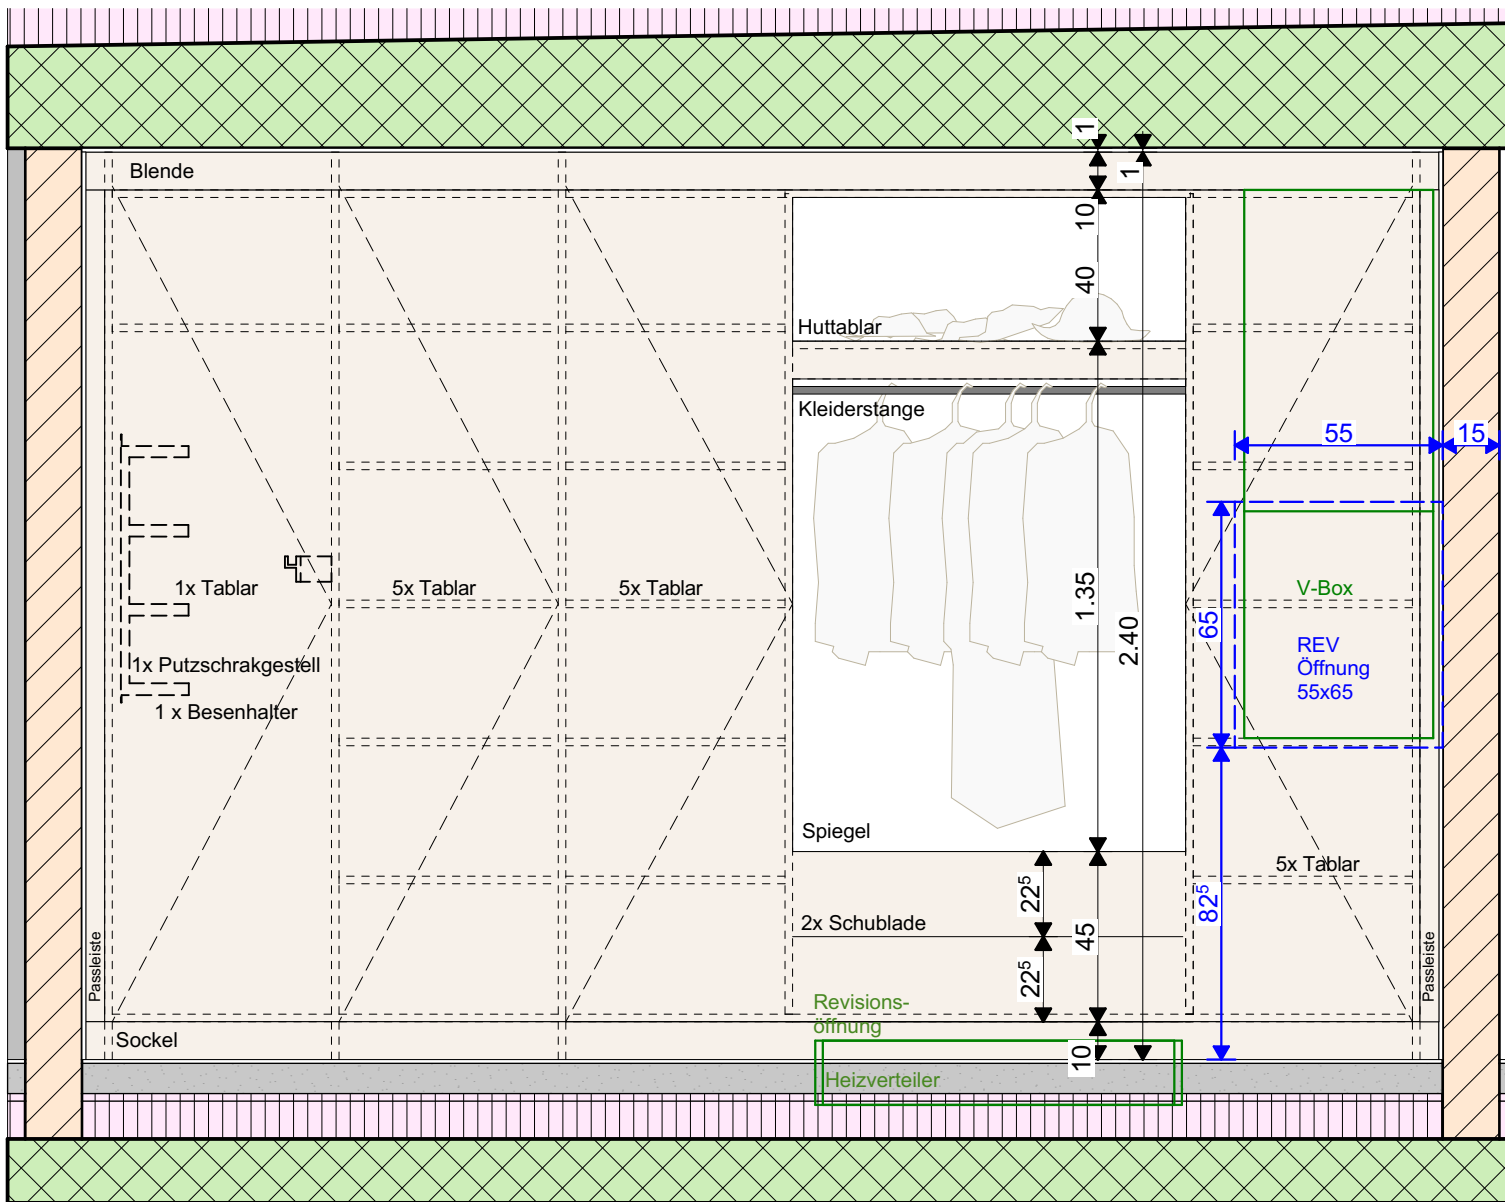 1
Blende
1
10
40
Huttablar
Kleiderstange
55
15
1x Tablar
5x Tablar
5x Tablar
1.35
2.40
65
V-Box
REV
Öffnung
55x65
1x Putzschrakgestell
1 x Besenhalter
Spiegel
5x Tablar
22⁵
82⁵
2x Schublade
45
22⁵
Passleiste
Passleiste
Revisions-
öffnung
Sockel
10
Heizverteiler